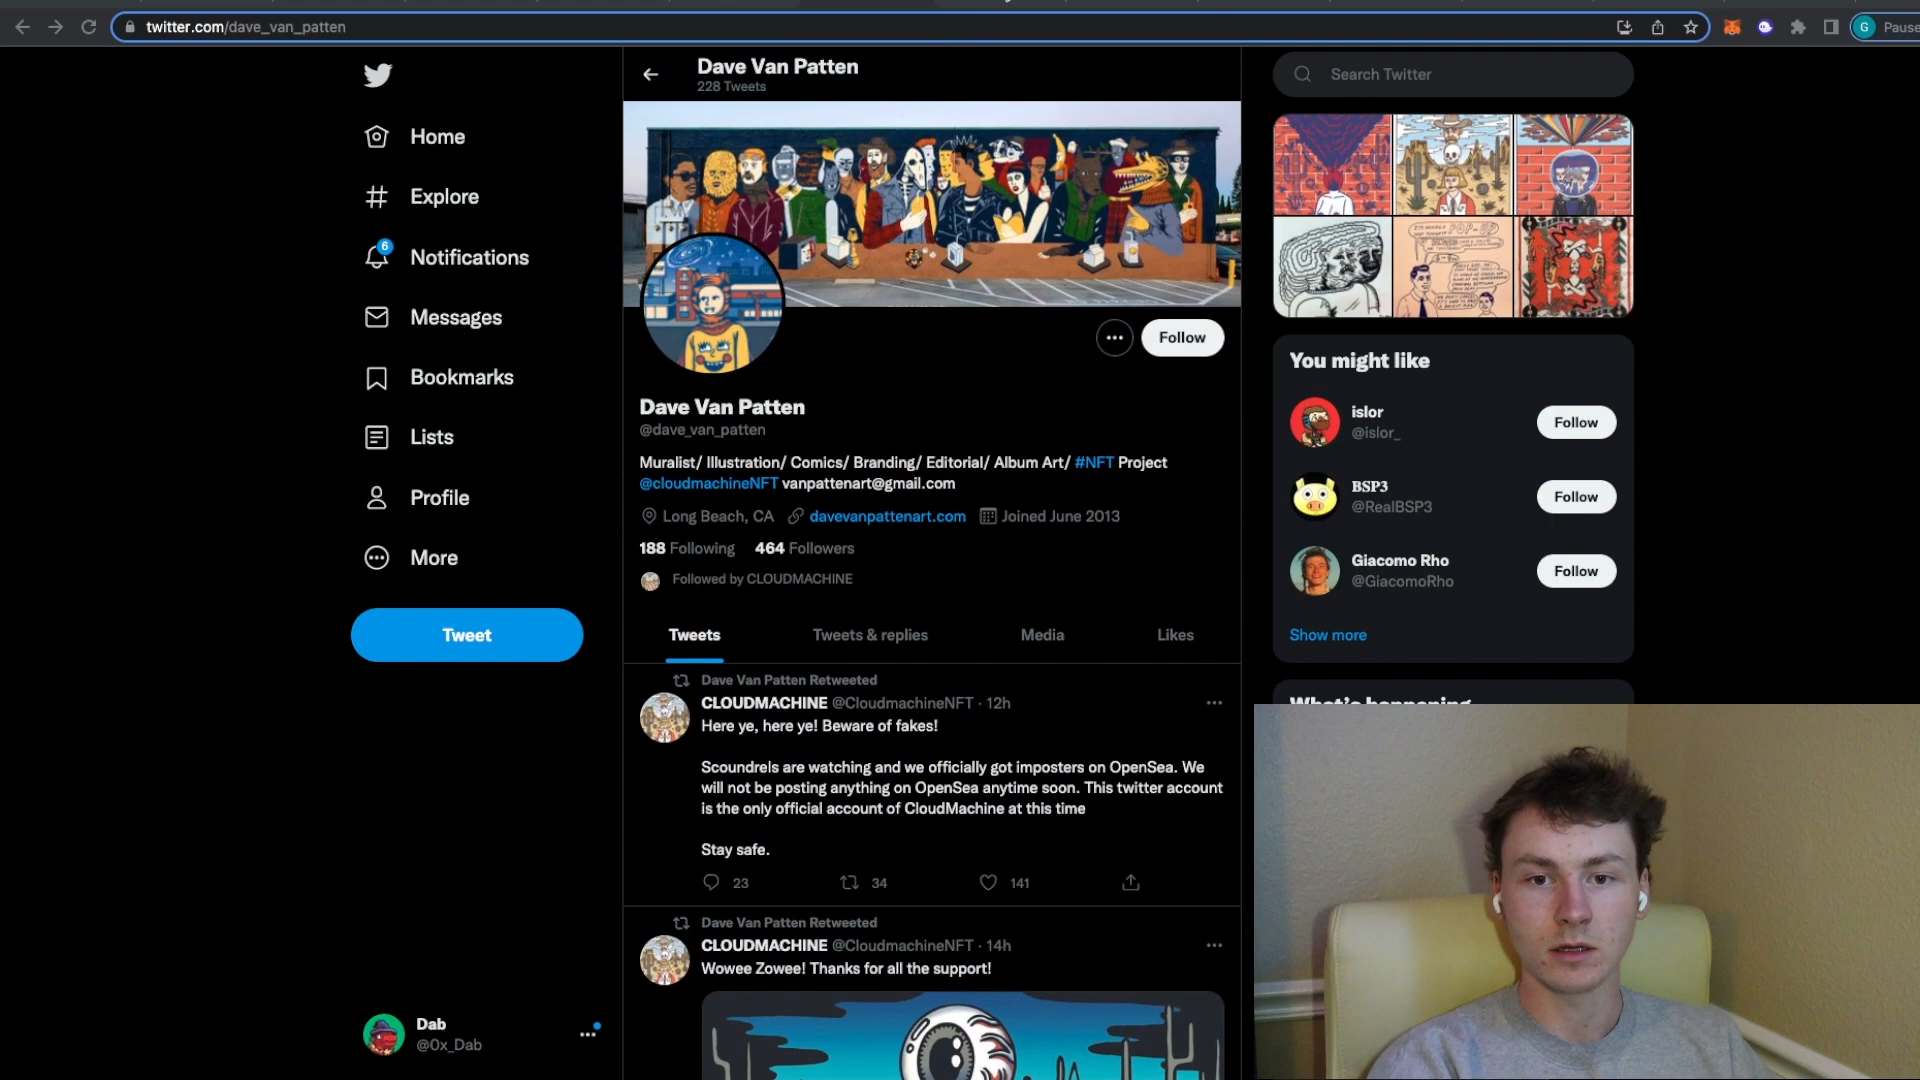 twitter.com/dave_van_patten
G Pause
Dave Van Patten
228 Tweets
Search Twitter
Home
Explore
6
Notifications
Messages
Bookmarks
Lists
Profile
More
Tweet
Follow
Dave Van Patten
@dave_van_patten
Muralist/ Illustration/ Comics/ Branding/ Editorial/ Album Art/ #NFT Project
@cloudmachineNFT vanpattenart@gmail.com
Long Beach, CA davevanpattenart.com Joined June 2013
188 Following 464 Followers
Followed by CLOUDMACHINE
Tweets Tweets & replies Media Likes
Dave Van Patten Retweeted
CLOUDMACHINE @CloudmachineNFT · 12h
Here ye, here ye! Beware of fakes!
Scoundrels are watching and we officially got imposters on OpenSea. We
will not be posting anything on OpenSea anytime soon. This twitter account
is the only official account of CloudMachine at this time
Stay safe.
23 34 141
Dave Van Patten Retweeted
CLOUDMACHINE @CloudmachineNFT · 14h
Wowee Zowee! Thanks for all the support!
You might like
islor
@islor_
Follow
BSP3
@RealBSP3
Follow
Giacomo Rho
@GiacomoRho
Follow
Show more
What's happening
Dab
@0x_Dab